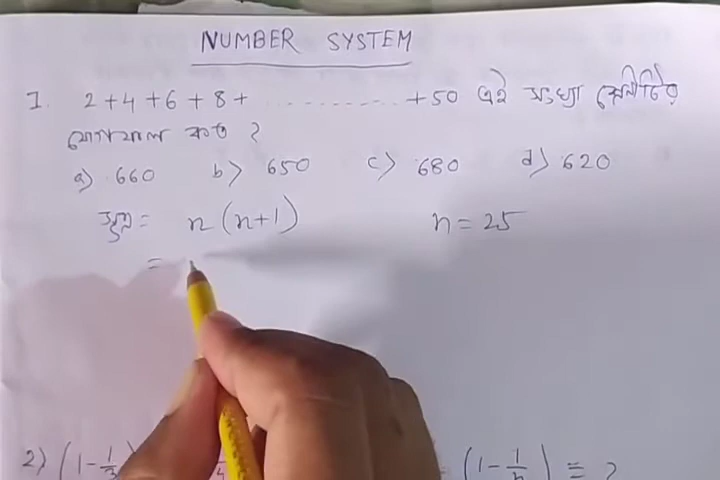 NUMBER SYSTEM
1. 2+4+6+8+ .............. +50 এই সংখ্যা শ্রেণীটির
যোগফল কত ?
a) 660 b) 650 c) 680 d) 620
সূত্র = n(n+1) n = 25
=
2) (1-1/3) (1-1/n) = ?